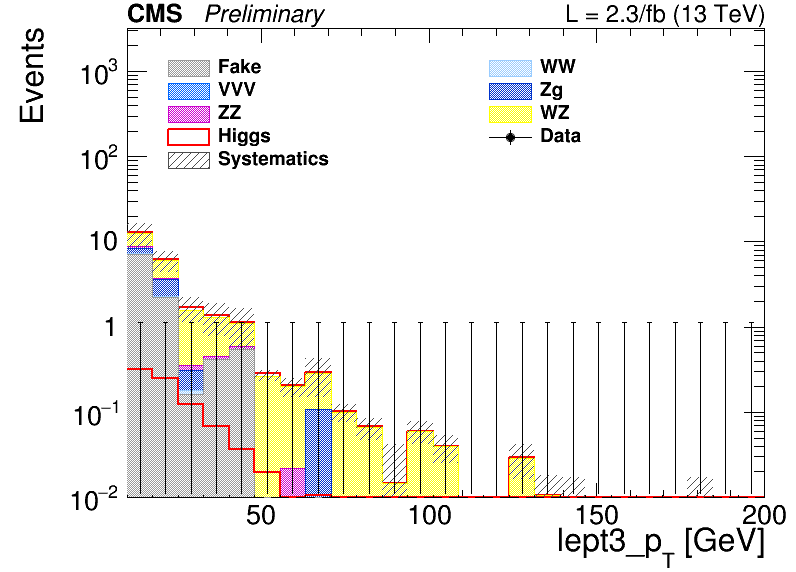 CMS Preliminary L = 2.3/fb (13 TeV)
Events
Fake
VVV
ZZ
Higgs
Systematics
WW
Zg
WZ
Data
10³
10²
10
1
10⁻¹
10⁻²
50 100 150 200
lept3_p_T [GeV]